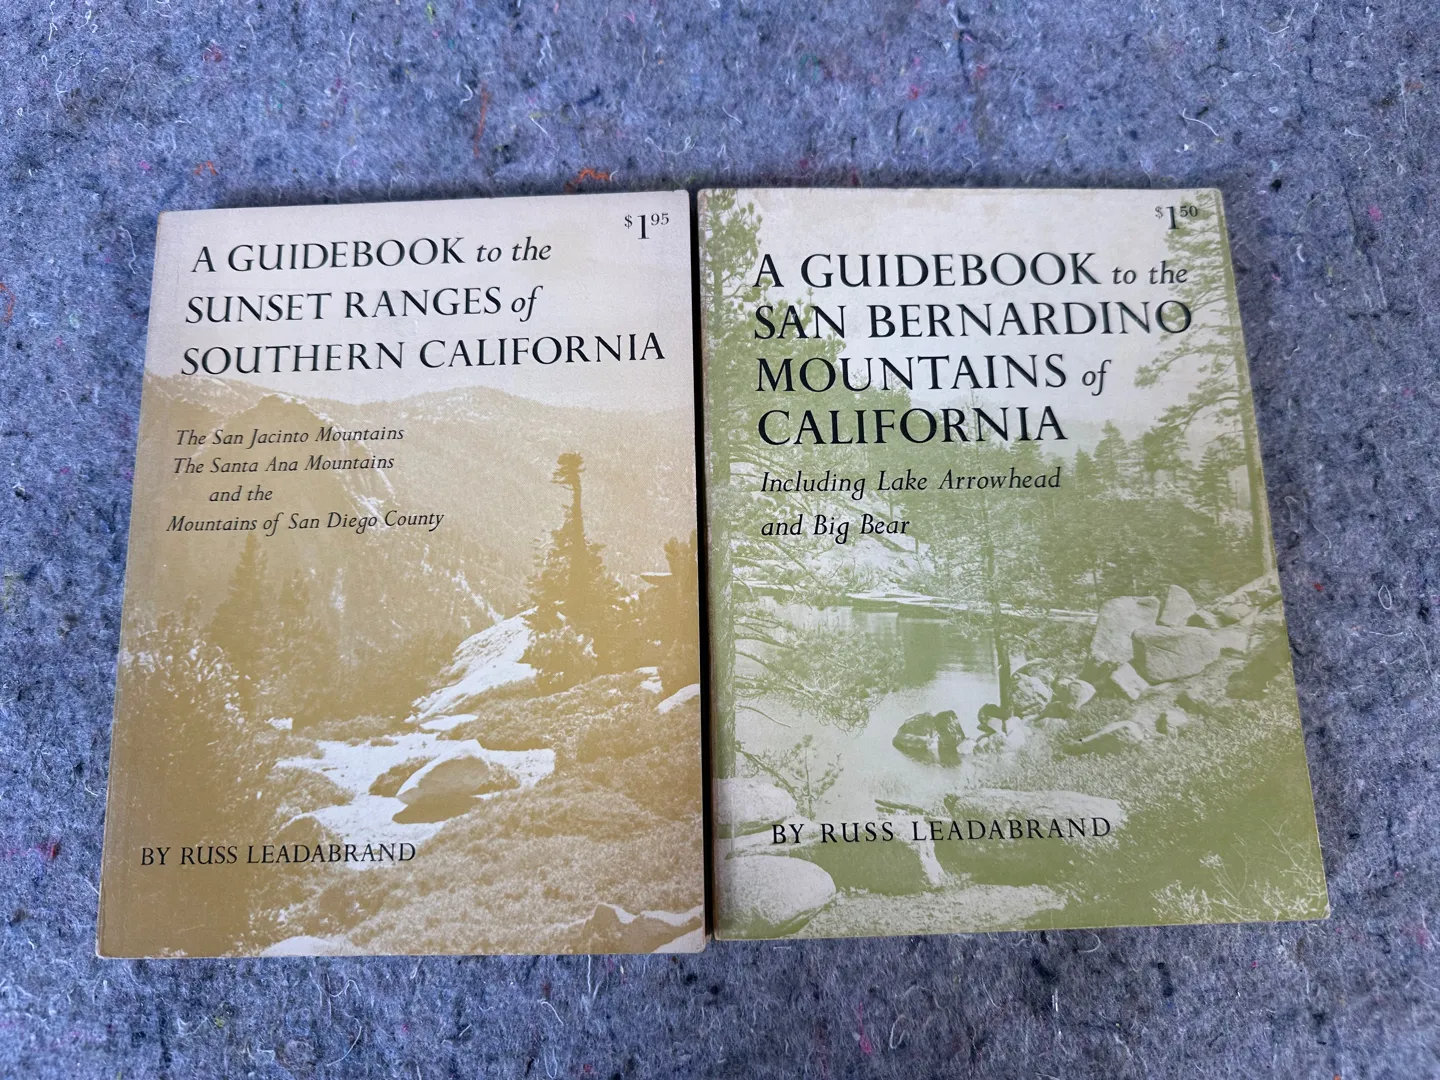 $1.95
A GUIDEBOOK to the
SUNSET RANGES of
SOUTHERN CALIFORNIA
The San Jacinto Mountains
The Santa Ana Mountains
and the
Mountains of San Diego County
BY RUSS LEADABRAND
$1.50
A GUIDEBOOK to the
SAN BERNARDINO
MOUNTAINS of
CALIFORNIA
Including Lake Arrowhead
and Big Bear
BY RUSS LEADABRAND